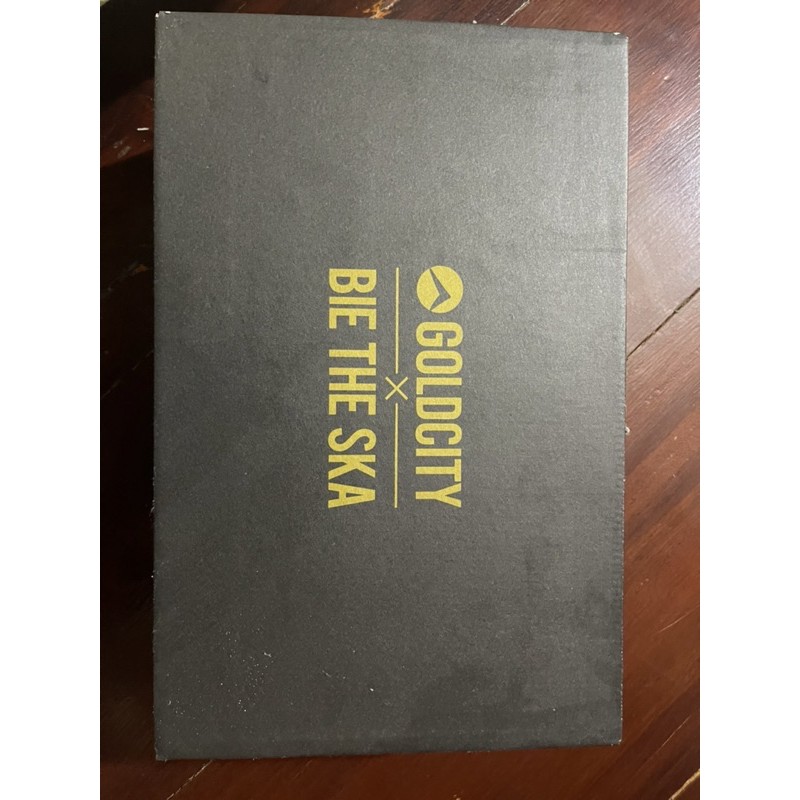 GOLDCITY
×
BIE THE SKA